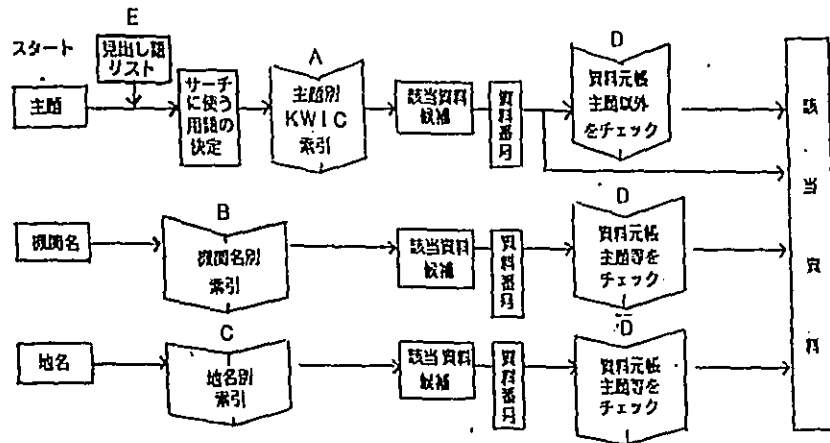 E
スタート
見出し語
リスト
主題
サーチ
に使う
用語の
決定
A
主題別
KWIC
索引
該当資料
候補
資料番号
D
資料元帳
主題以外
をチェック
該当資料
機関名
B
機関名別
索引
該当資料
候補
資料番号
D
資料元帳
主題等を
チェック
地名
C
地名別
索引
該当資料
候補
資料番号
D
資料元帳
主題等を
チェック